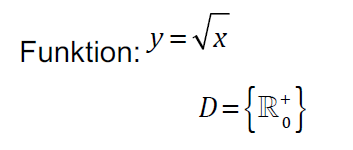 Funktion: y = √x
D = {ℝ₀⁺}